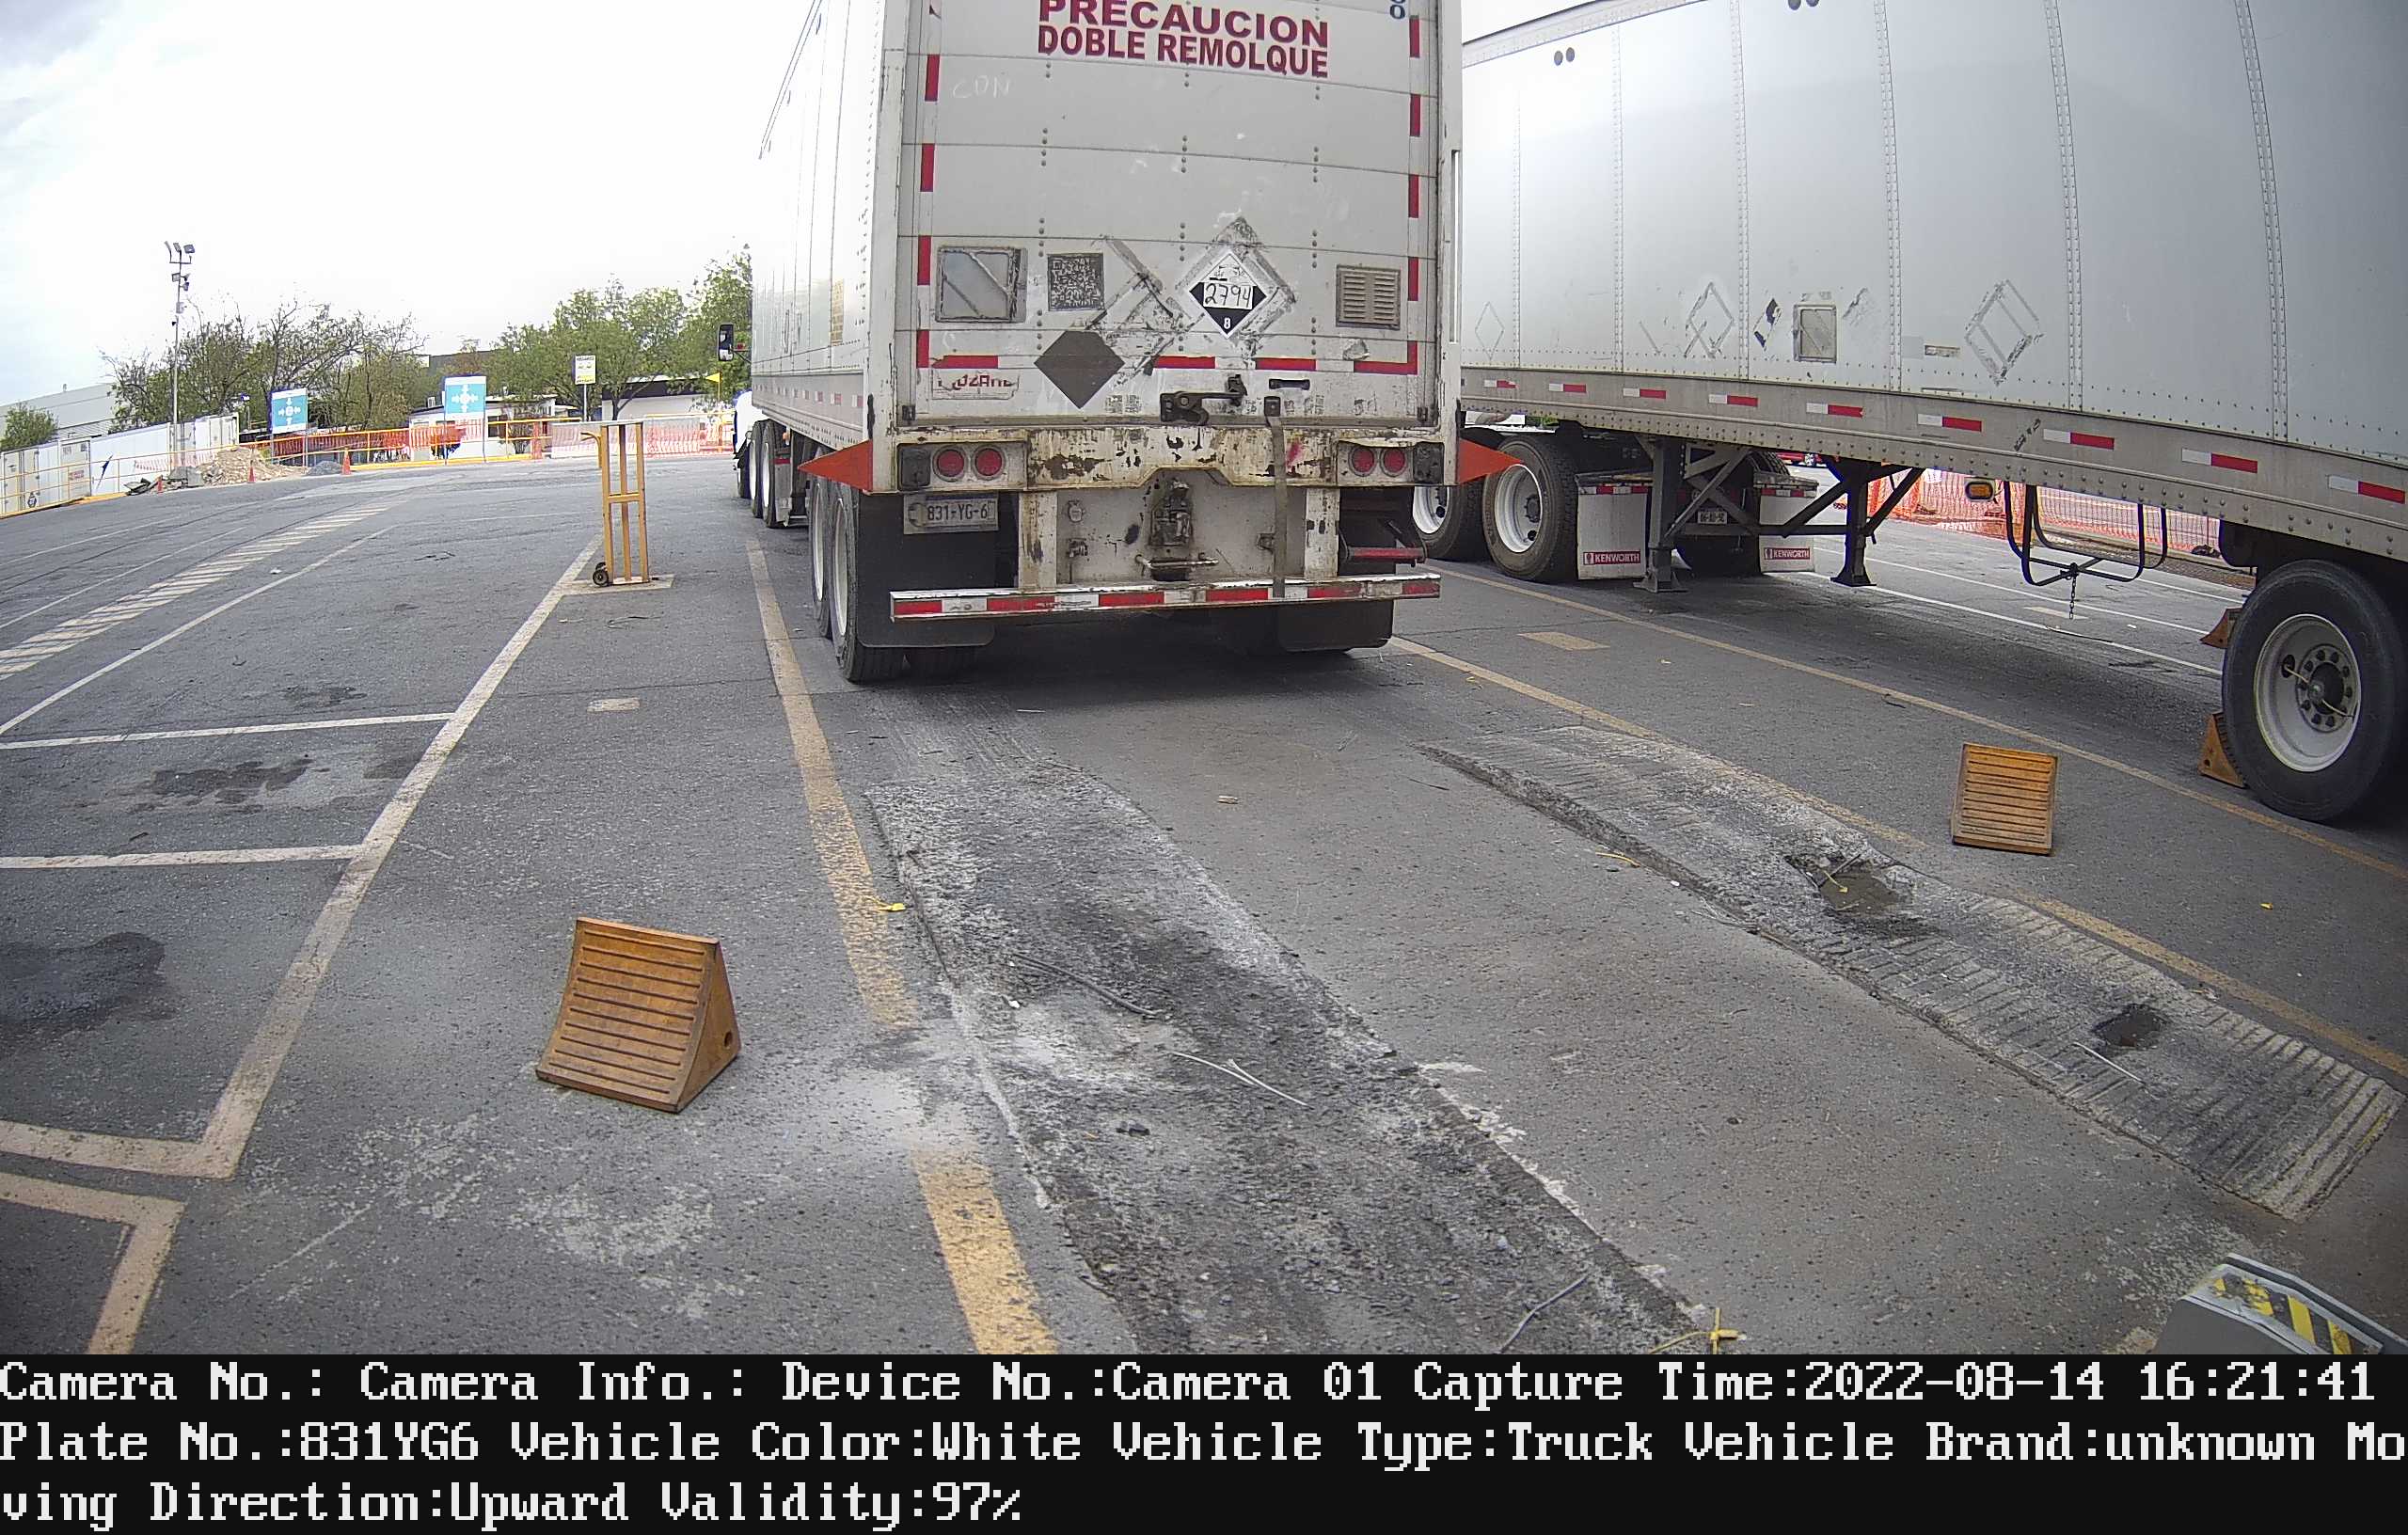 PRECAUCION
DOBLE REMOLQUE
CON
2794
8
831-YG-6
KENWORTH
KENWORTH
Camera No.: Camera Info.: Device No.:Camera 01 Capture Time:2022-08-14 16:21:41
Plate No.:831YG6 Vehicle Color:White Vehicle Type:Truck Vehicle Brand:unknown Mo
ving Direction:Upward Validity:97%